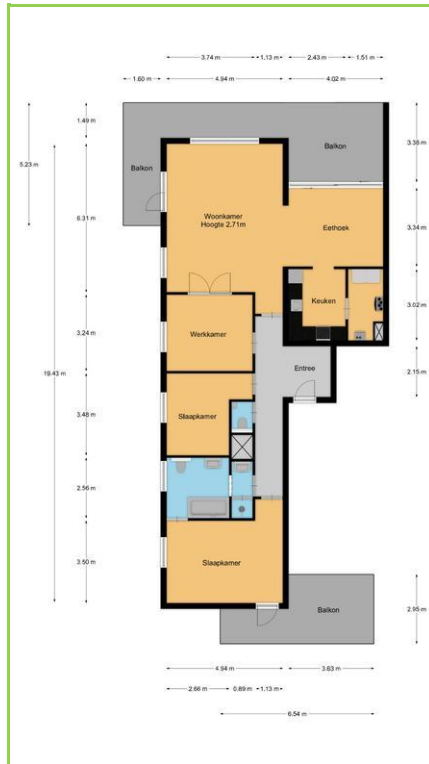 3.74 m
1.13 m
2.43 m
1.51 m
1.60 m
4.94 m
4.02 m
1.49 m
5.23 m
Balkon
Balkon
3.38 m
6.31 m
Woonkamer
Hoogte 2.71m
Eethoek
3.34 m
Keuken
3.02 m
3.24 m
Werkkamer
Entree
2.15 m
19.43 m
3.48 m
Slaapkamer
2.56 m
3.50 m
Slaapkamer
Balkon
2.95 m
4.94 m
3.63 m
2.66 m
0.89 m
1.13 m
6.54 m